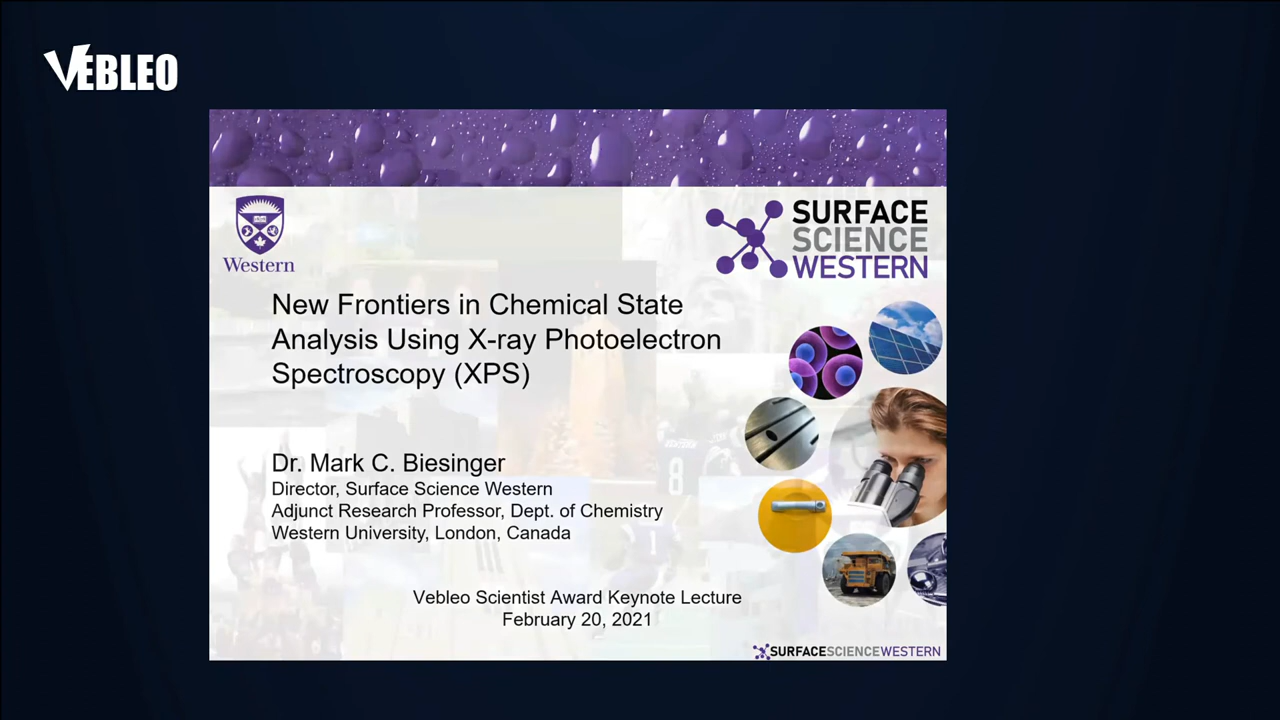 VEBLEO
Western
SURFACE
SCIENCE
WESTERN
New Frontiers in Chemical State
Analysis Using X-ray Photoelectron
Spectroscopy (XPS)
Dr. Mark C. Biesinger
Director, Surface Science Western
Adjunct Research Professor, Dept. of Chemistry
Western University, London, Canada
8
Vebleo Scientist Award Keynote Lecture
February 20, 2021
SURFACESCIENCEWESTERN